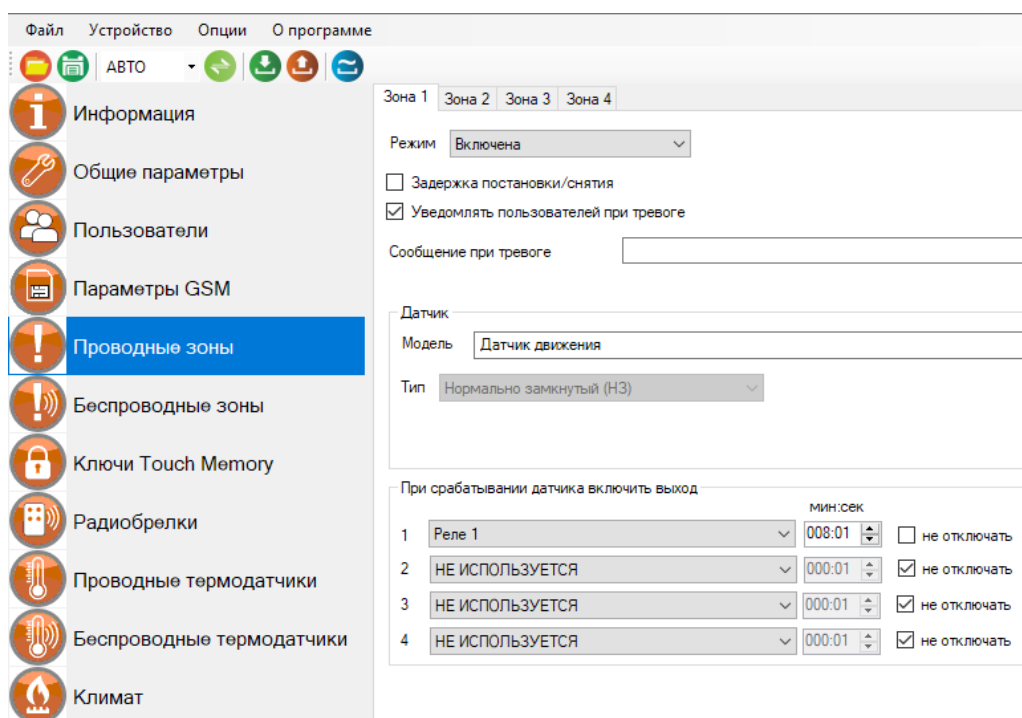 Файл Устройство Опции О программе
АВТО
Информация
Общие параметры
Пользователи
Параметры GSM
Проводные зоны
Беспроводные зоны
Ключи Touch Memory
Радиобрелки
Проводные термодатчики
Беспроводные термодатчики
Климат
Зона 1 Зона 2 Зона 3 Зона 4
Режим Включена
Задержка постановки/снятия
Уведомлять пользователей при тревоге
Сообщение при тревоге
Датчик
Модель Датчик движения
Тип Нормально замкнутый (НЗ)
При срабатывании датчика включить выход
мин:сек
1 Реле 1 008:01 не отключать
2 НЕ ИСПОЛЬЗУЕТСЯ 000:01 не отключать
3 НЕ ИСПОЛЬЗУЕТСЯ 000:01 не отключать
4 НЕ ИСПОЛЬЗУЕТСЯ 000:01 не отключать